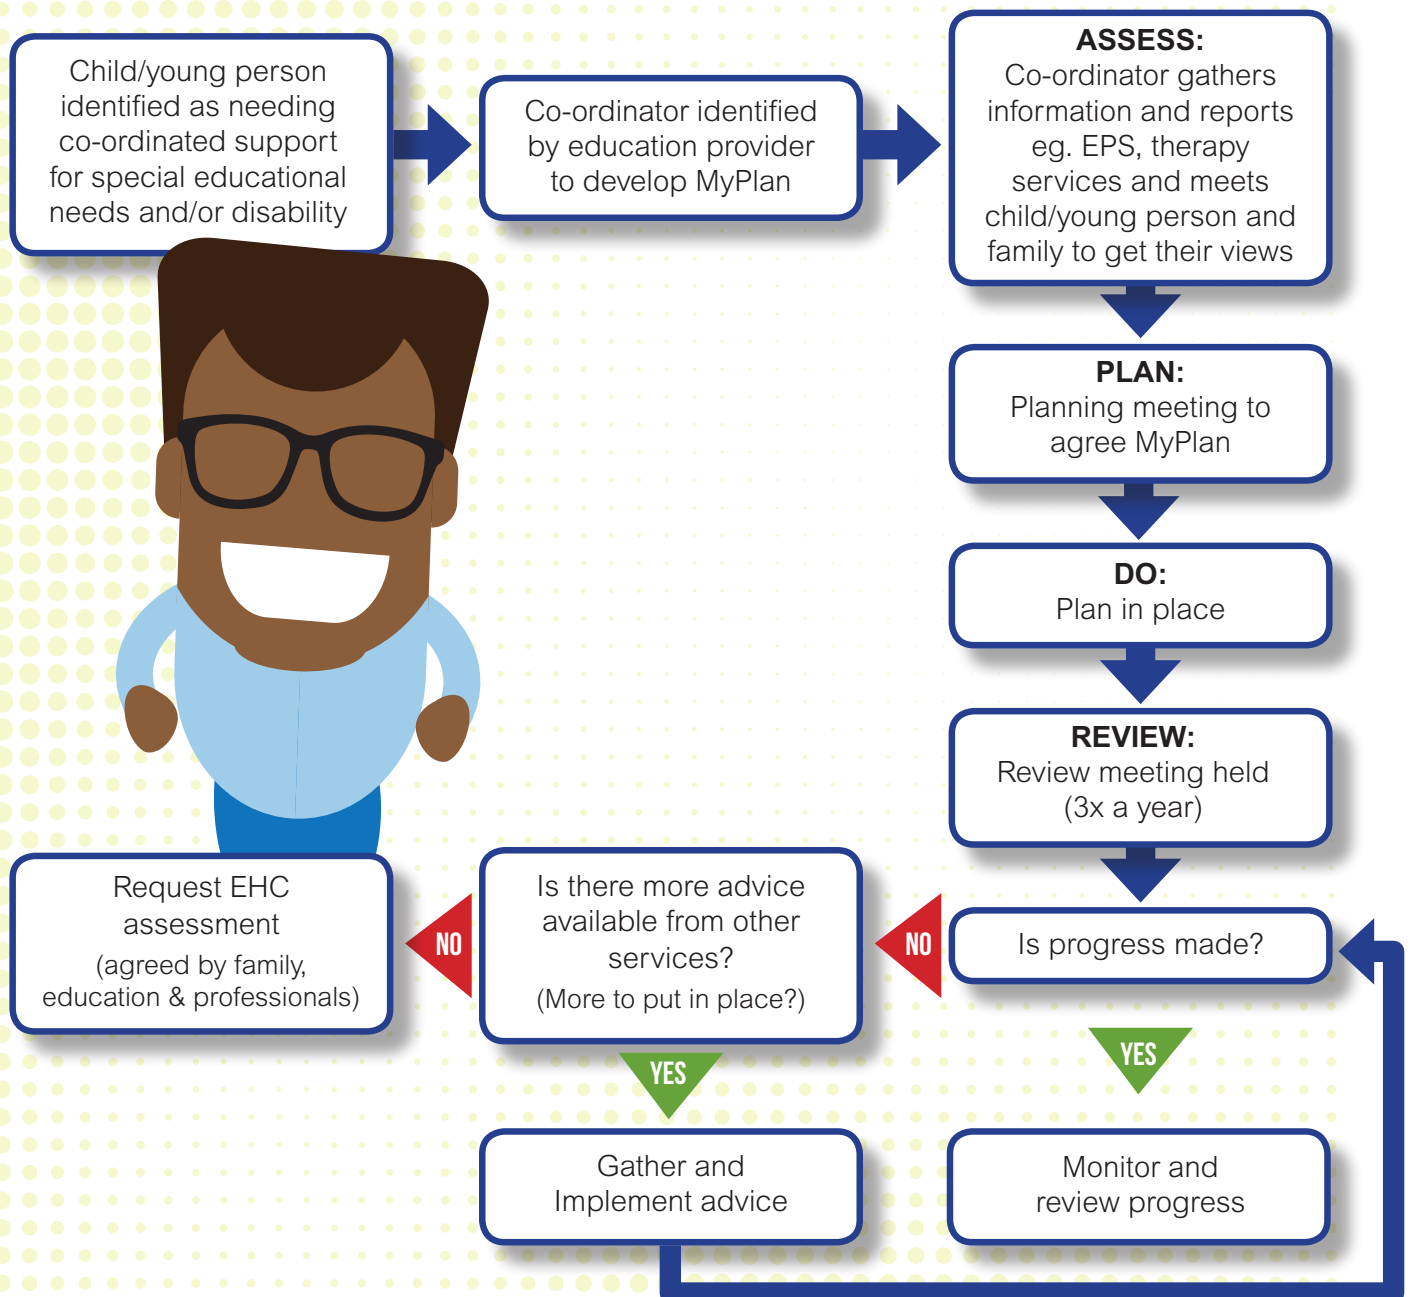 Child/young person
identified as needing
co-ordinated support
for special educational
needs and/or disability
Co-ordinator identified
by education provider
to develop MyPlan
ASSESS:
Co-ordinator gathers
information and reports
eg. EPS, therapy
services and meets
child/young person and
family to get their views
PLAN:
Planning meeting to
agree MyPlan
DO:
Plan in place
REVIEW:
Review meeting held
(3x a year)
Is progress made?
NO
YES
Is there more advice
available from other
services?
(More to put in place?)
NO
YES
Request EHC
assessment
(agreed by family,
education & professionals)
Gather and
Implement advice
Monitor and
review progress